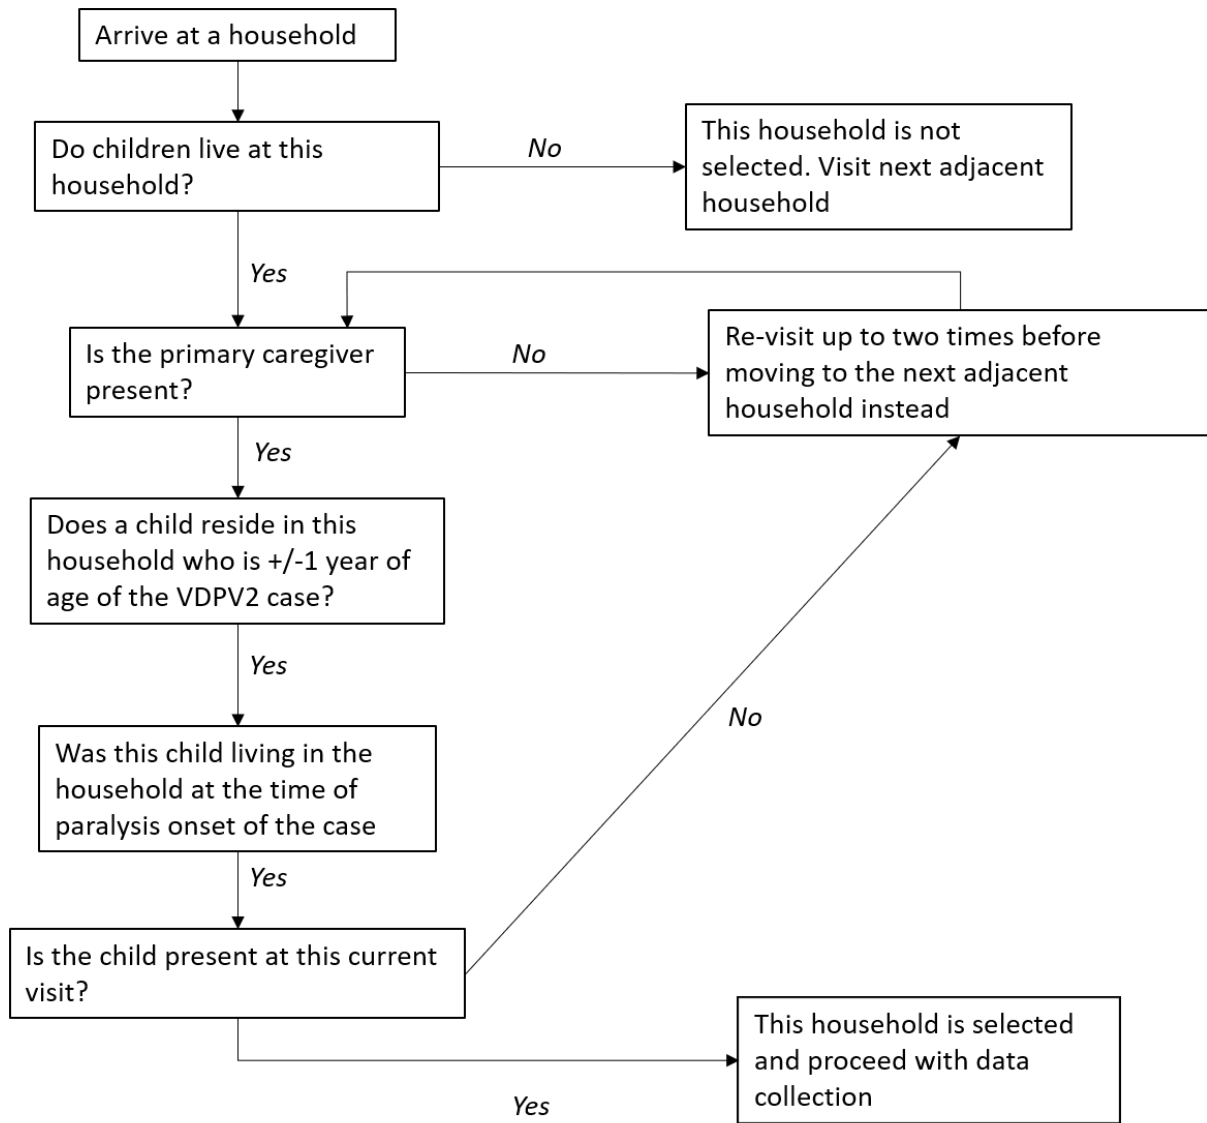 Arrive at a household
Do children live at this
household?
No
This household is not
selected. Visit next adjacent
household
Yes
Is the primary caregiver
present?
No
Re-visit up to two times before
moving to the next adjacent
household instead
Yes
Does a child reside in this
household who is +/-1 year of
age of the VDPV2 case?
Yes
Was this child living in the
household at the time of
paralysis onset of the case
No
Yes
Is the child present at this current
visit?
This household is selected
and proceed with data
collection
Yes